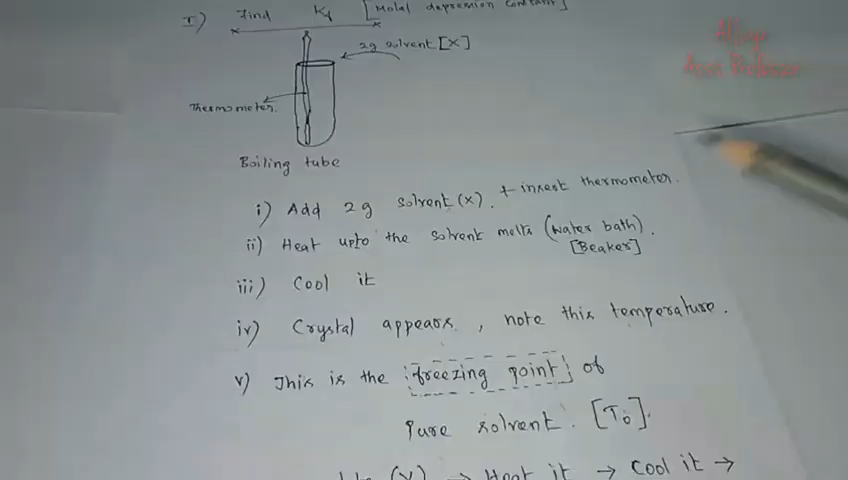 I) Find Kf [Molal depression constant]
2g solvent [X]
Thermometer.
Boiling tube
i) Add 2g solvent (X). + insert thermometer.
ii) Heat upto the solvent melts (water bath).
[Beaker]
iii) Cool it
iv) Crystal appears, note this temperature.
v) This is the freezing point of
Pure solvent. [To].
(Y) → Heat it → Cool it →